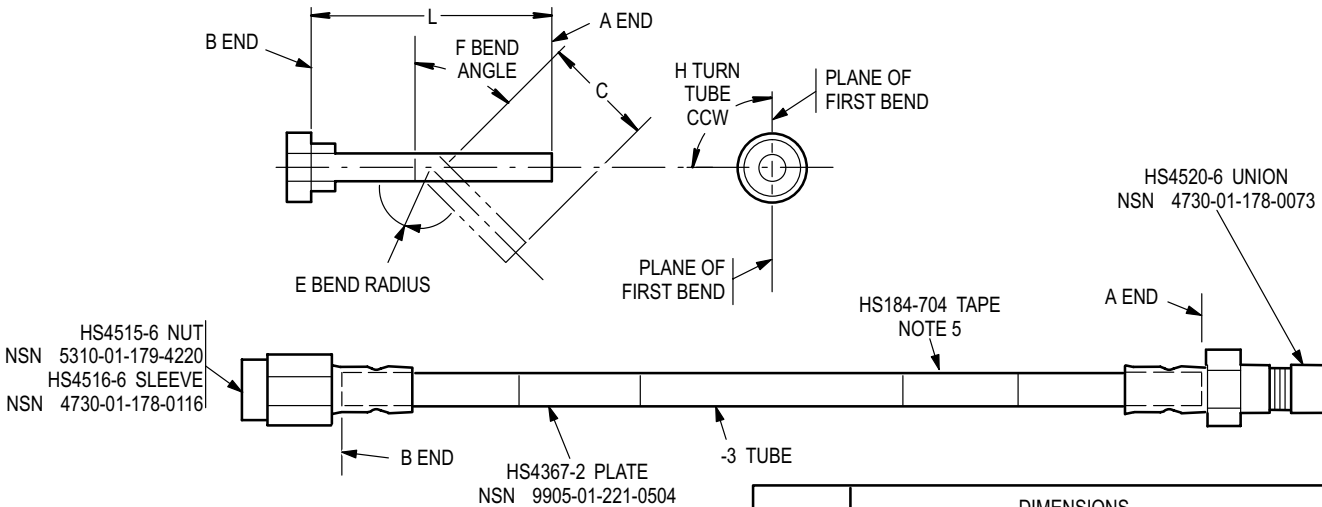 L
A END
B END
F BEND
ANGLE
C
H TURN
TUBE
CCW
PLANE OF
FIRST BEND
E BEND RADIUS
PLANE OF
FIRST BEND
HS4520-6 UNION
NSN 4730-01-178-0073
HS184-704 TAPE
NOTE 5
A END
HS4515-6 NUT
NSN 5310-01-179-4220
HS4516-6 SLEEVE
NSN 4730-01-178-0116
B END
HS4367-2 PLATE
NSN 9905-01-221-0504
-3 TUBE
DIMENSIONS